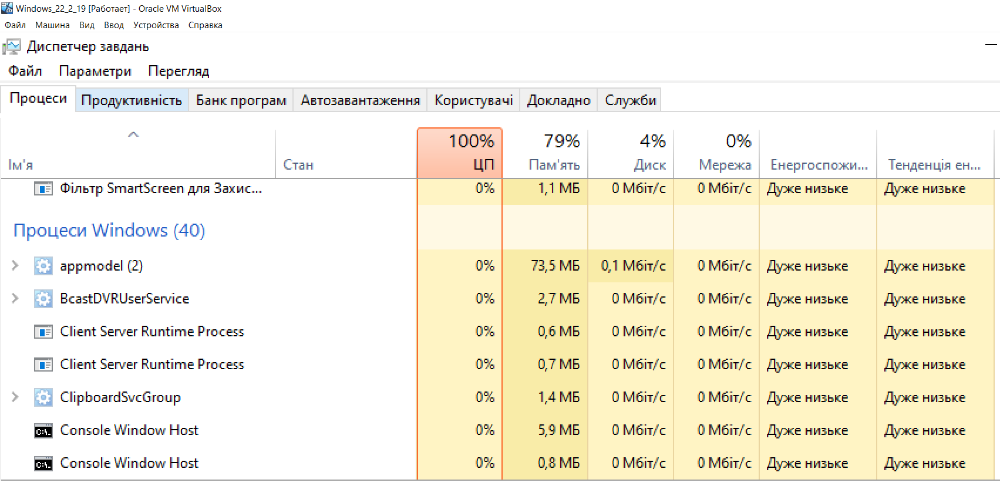 Windows_22_2_19 [Работает] - Oracle VM VirtualBox
Файл Машина Вид Ввод Устройства Справка
Диспетчер завдань
Файл Параметри Перегляд
Процеси Продуктивність Банк програм Автозавантаження Користувачі Докладно Служби
100% 79% 4% 0%
Ім'я Стан ЦП Пам'ять Диск Мережа Енергоспожи... Тенденція ен...
Фільтр SmartScreen для Захис... 0% 1,1 МБ 0 Мбіт/с 0 Мбіт/с Дуже низьке Дуже низьке
Процеси Windows (40)
appmodel (2) 0% 73,5 МБ 0,1 Мбіт/с 0 Мбіт/с Дуже низьке Дуже низьке
BcastDVRUserService 0% 2,7 МБ 0 Мбіт/с 0 Мбіт/с Дуже низьке Дуже низьке
Client Server Runtime Process 0% 0,6 МБ 0 Мбіт/с 0 Мбіт/с Дуже низьке Дуже низьке
Client Server Runtime Process 0% 0,7 МБ 0 Мбіт/с 0 Мбіт/с Дуже низьке Дуже низьке
ClipboardSvcGroup 0% 1,4 МБ 0 Мбіт/с 0 Мбіт/с Дуже низьке Дуже низьке
Console Window Host 0% 5,9 МБ 0 Мбіт/с 0 Мбіт/с Дуже низьке Дуже низьке
Console Window Host 0% 0,8 МБ 0 Мбіт/с 0 Мбіт/с Дуже низьке Дуже низьке